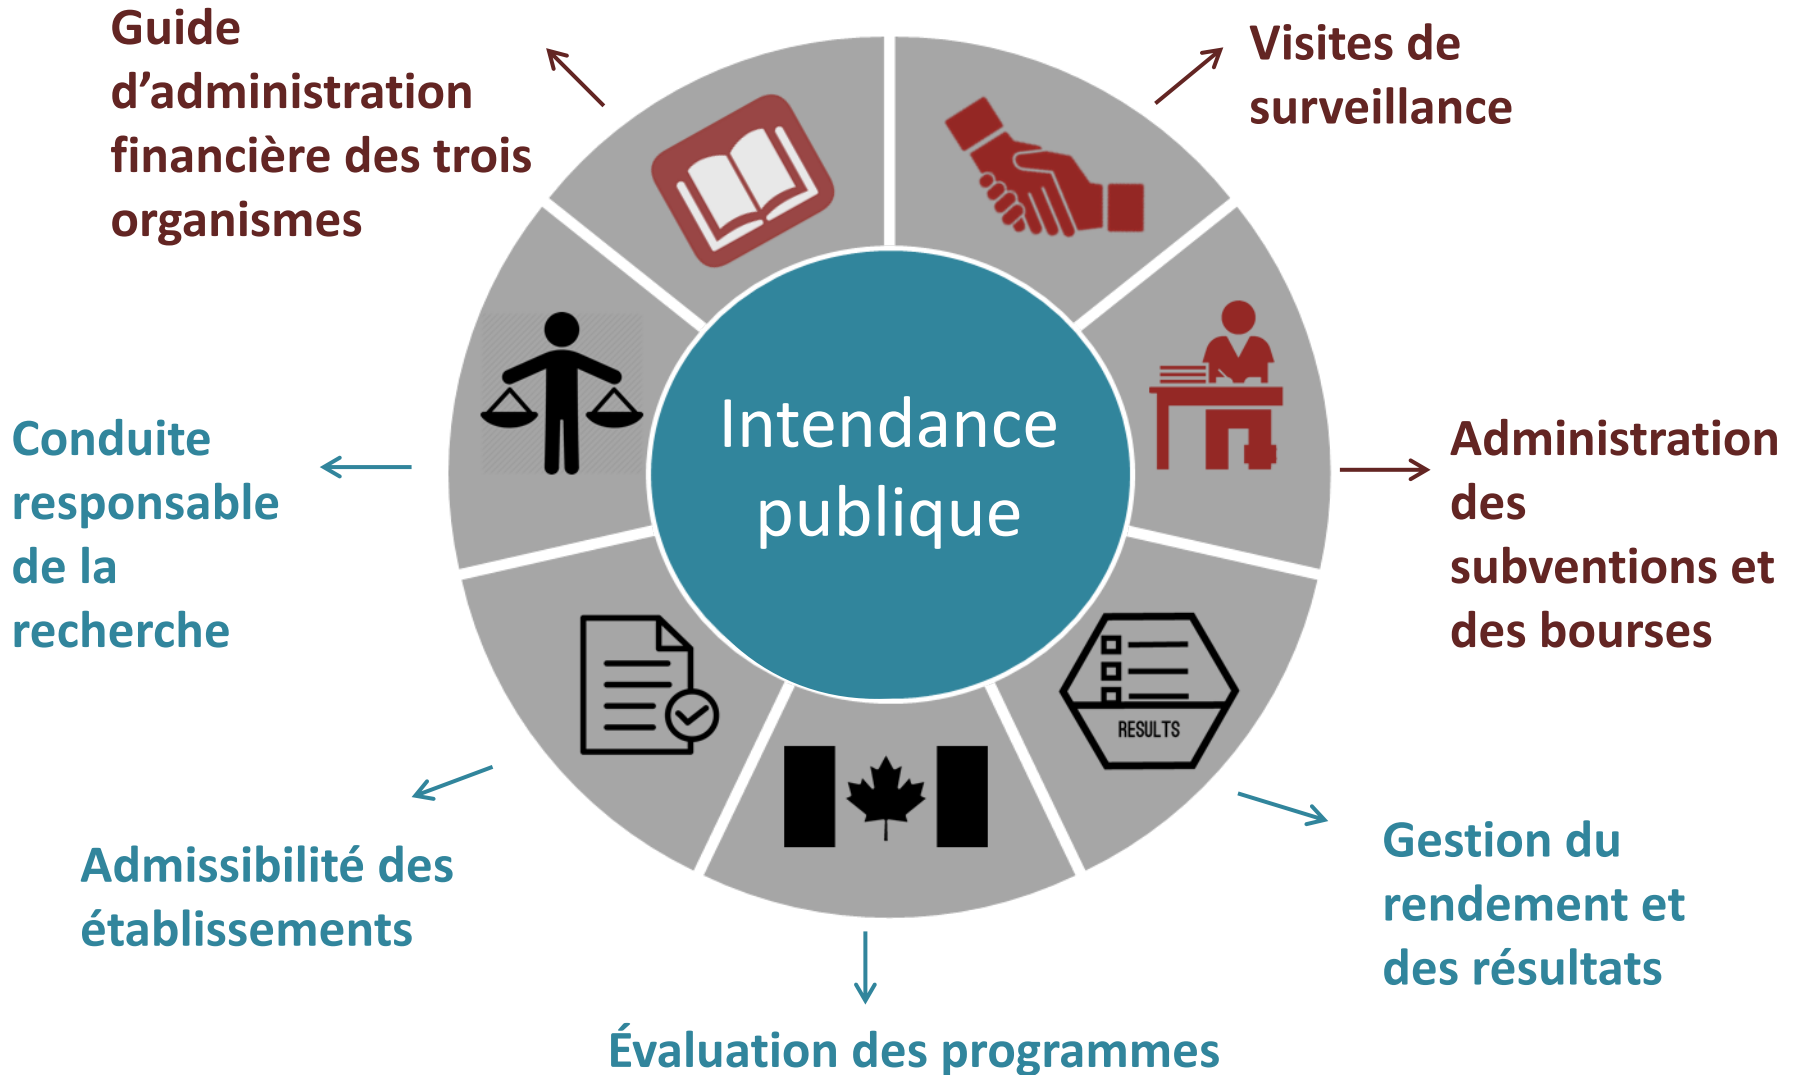 Guide
d’administration
financière des trois
organismes
Visites de
surveillance
Intendance
publique
Conduite
responsable
de la
recherche
Administration
des
subventions et
des bourses
RESULTS
Admissibilité des
établissements
Gestion du
rendement et
des résultats
Évaluation des programmes